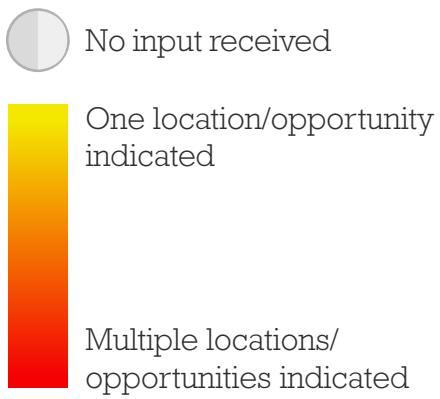 No input received
One location/opportunity
indicated
Multiple locations/
opportunities indicated